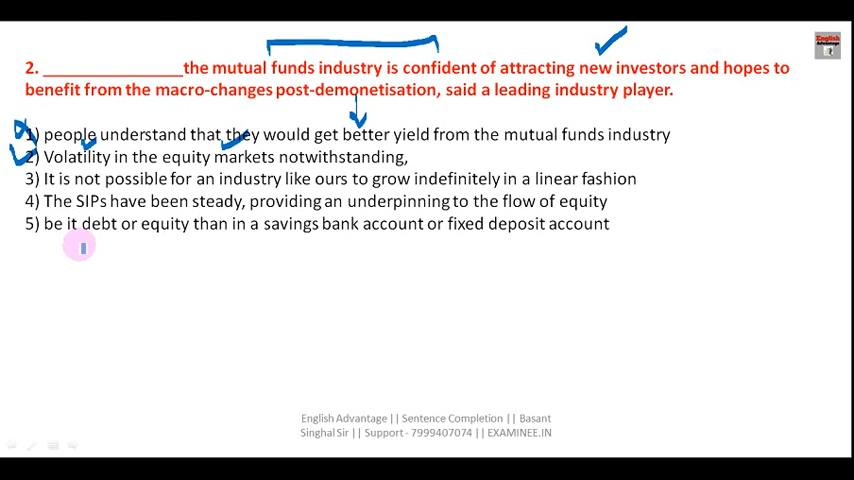 English
Advantage
2. ________________the mutual funds industry is confident of attracting new investors and hopes to
benefit from the macro-changes post-demonetisation, said a leading industry player.
1) people understand that they would get better yield from the mutual funds industry
2) Volatility in the equity markets notwithstanding,
3) It is not possible for an industry like ours to grow indefinitely in a linear fashion
4) The SIPs have been steady, providing an underpinning to the flow of equity
5) be it debt or equity than in a savings bank account or fixed deposit account
English Advantage || Sentence Completion || Basant
Singhal Sir || Support - 7999407074 || EXAMINEE.IN